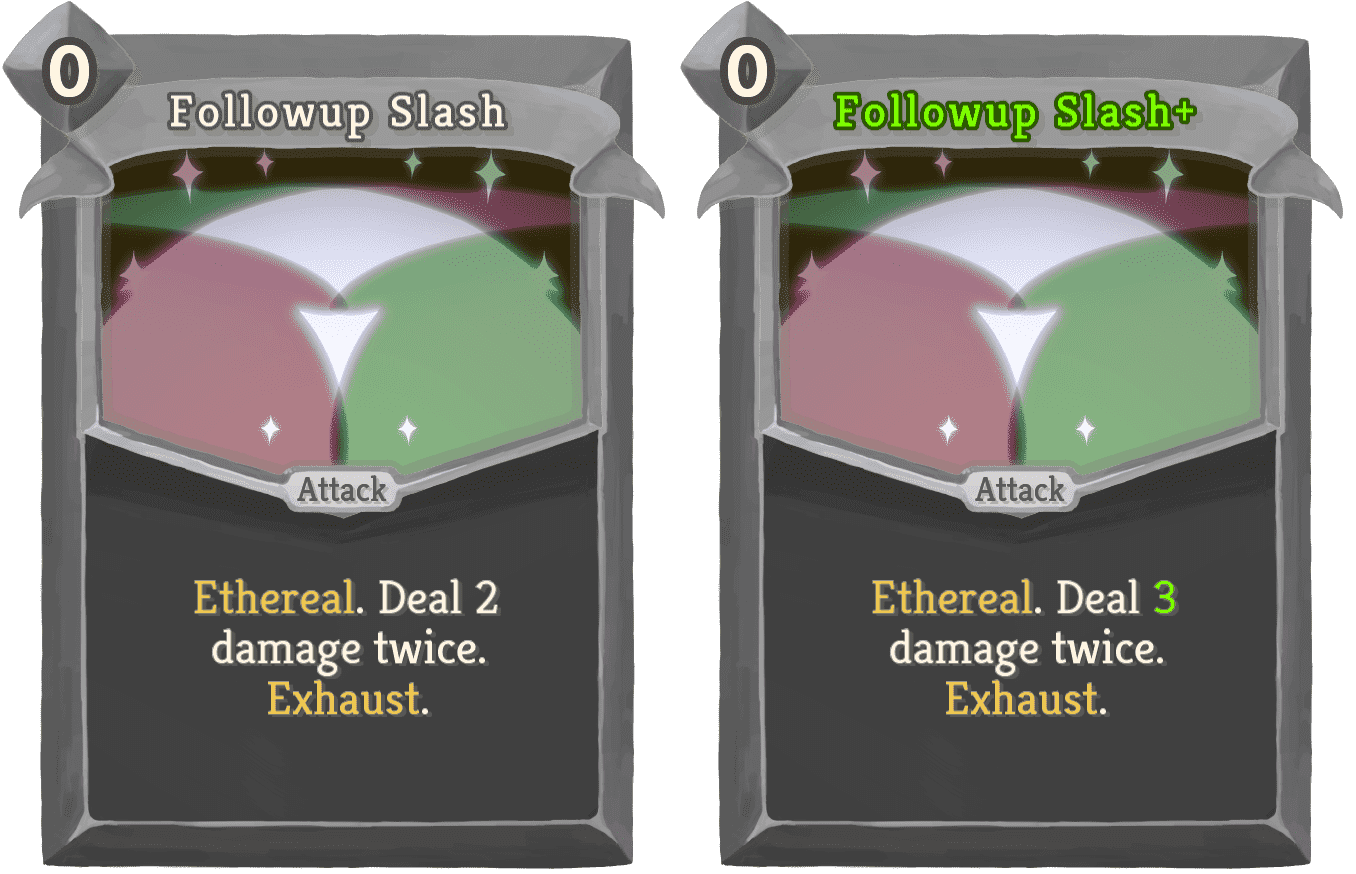 0
Followup Slash
Attack
Ethereal. Deal 2
damage twice.
Exhaust.
0
Followup Slash+
Attack
Ethereal. Deal 3
damage twice.
Exhaust.